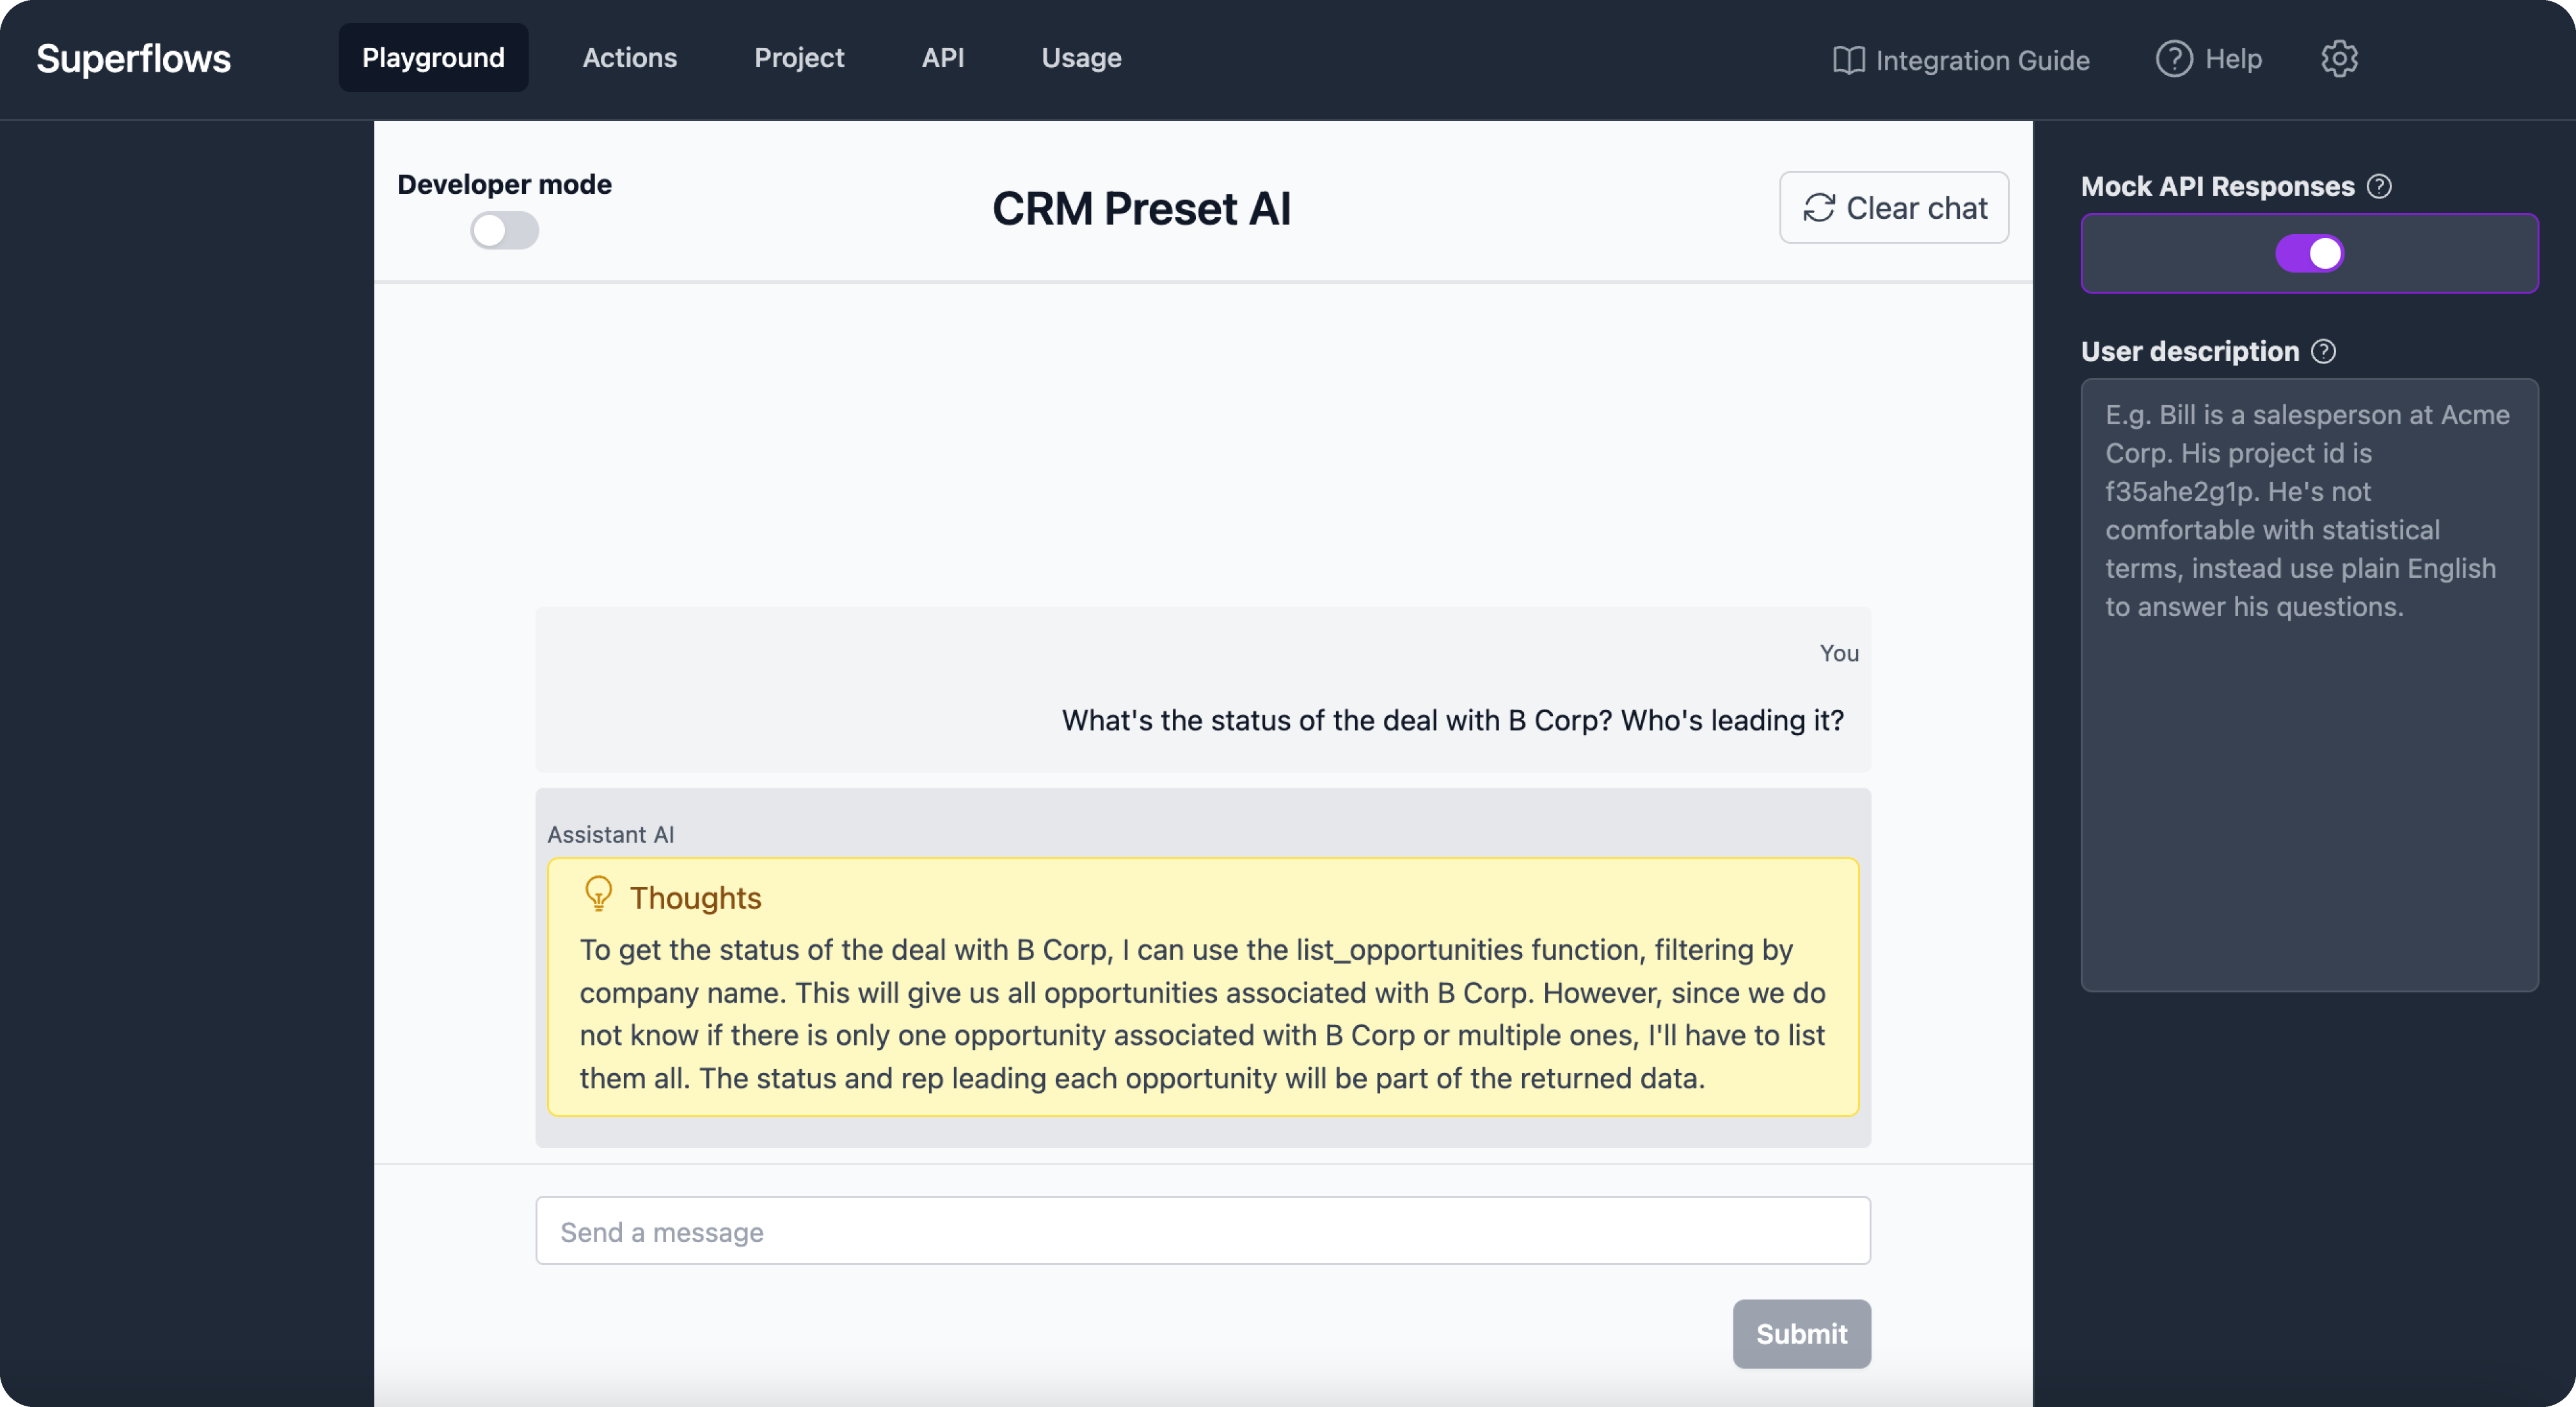 Superflows
Playground
Actions
Project
API
Usage
Integration Guide
Help
Developer mode
CRM Preset AI
Clear chat
You
What's the status of the deal with B Corp? Who's leading it?
Assistant AI
Thoughts
To get the status of the deal with B Corp, I can use the list_opportunities function, filtering by
company name. This will give us all opportunities associated with B Corp. However, since we do
not know if there is only one opportunity associated with B Corp or multiple ones, I'll have to list
them all. The status and rep leading each opportunity will be part of the returned data.
Send a message
Submit
Mock API Responses
User description
E.g. Bill is a salesperson at Acme
Corp. His project id is
f35ahe2g1p. He's not
comfortable with statistical
terms, instead use plain English
to answer his questions.